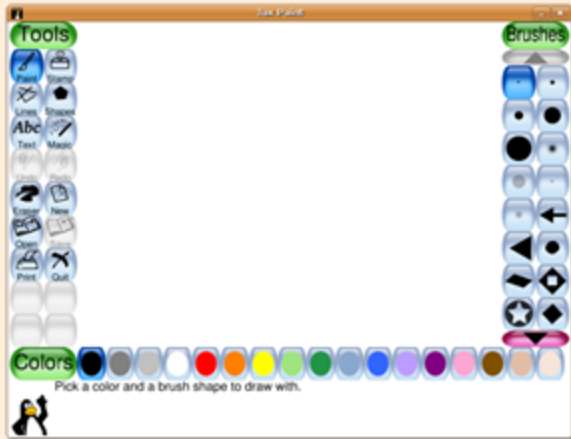 Tux Paint
Tools
Brushes
Paint Stamp
Lines Shapes
Abc
Text Magic
Undo Redo
Eraser New
Open Save
Print Quit
Colors
Pick a color and a brush shape to draw with.